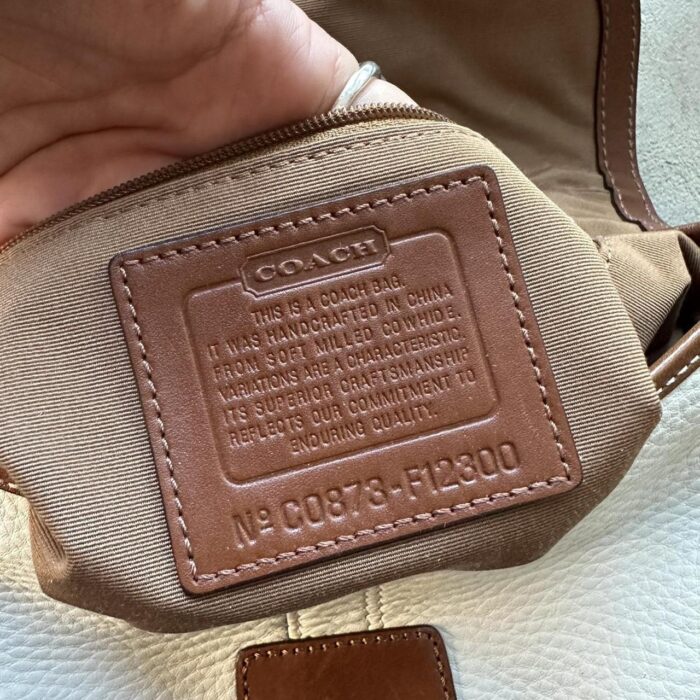 COACH
THIS IS A COACH BAG.
IT WAS HANDCRAFTED IN CHINA
FROM SOFT MILLED COWHIDE.
VARIATIONS ARE A CHARACTERISTIC.
ITS SUPERIOR CRAFTSMANSHIP
REFLECTS OUR COMMITMENT TO
ENDURING QUALITY.
Nº C0873-F12300